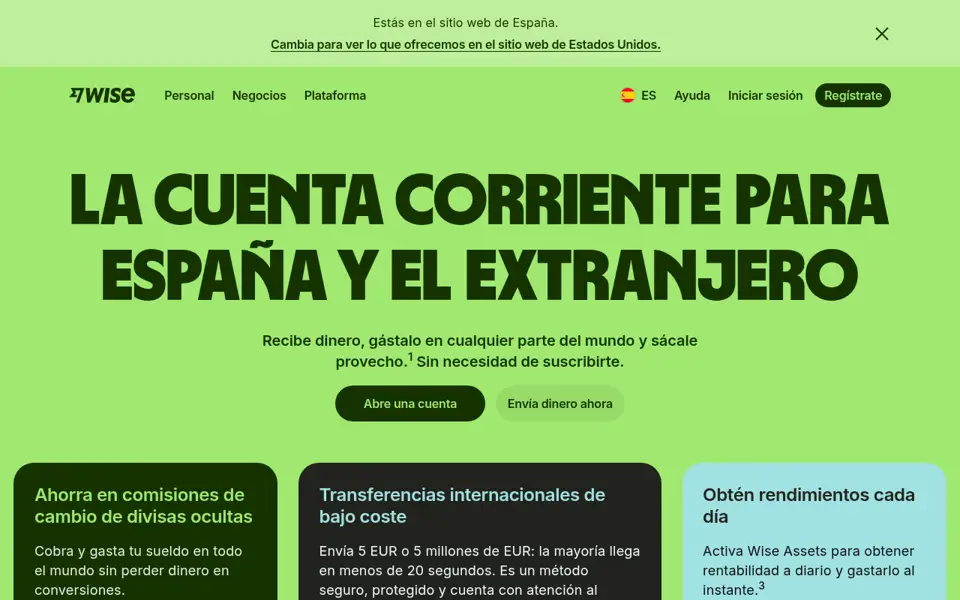 Estás en el sitio web de España.
Cambia para ver lo que ofrecemos en el sitio web de Estados Unidos.
WISE
Personal
Negocios
Plataforma
ES
Ayuda
Iniciar sesión
Regístrate
LA CUENTA CORRIENTE PARA
ESPAÑA Y EL EXTRANJERO
Recibe dinero, gástalo en cualquier parte del mundo y sácale
provecho.¹ Sin necesidad de suscribirte.
Abre una cuenta
Envía dinero ahora
Ahorra en comisiones de
cambio de divisas ocultas
Cobra y gasta tu sueldo en todo
el mundo sin perder dinero en
conversiones.
Transferencias internacionales de
bajo coste
Envía 5 EUR o 5 millones de EUR: la mayoría llega
en menos de 20 segundos. Es un método
seguro, protegido y cuenta con atención al
Obtén rendimientos cada
día
Activa Wise Assets para obtener
rentabilidad a diario y gastarlo al
instante.³